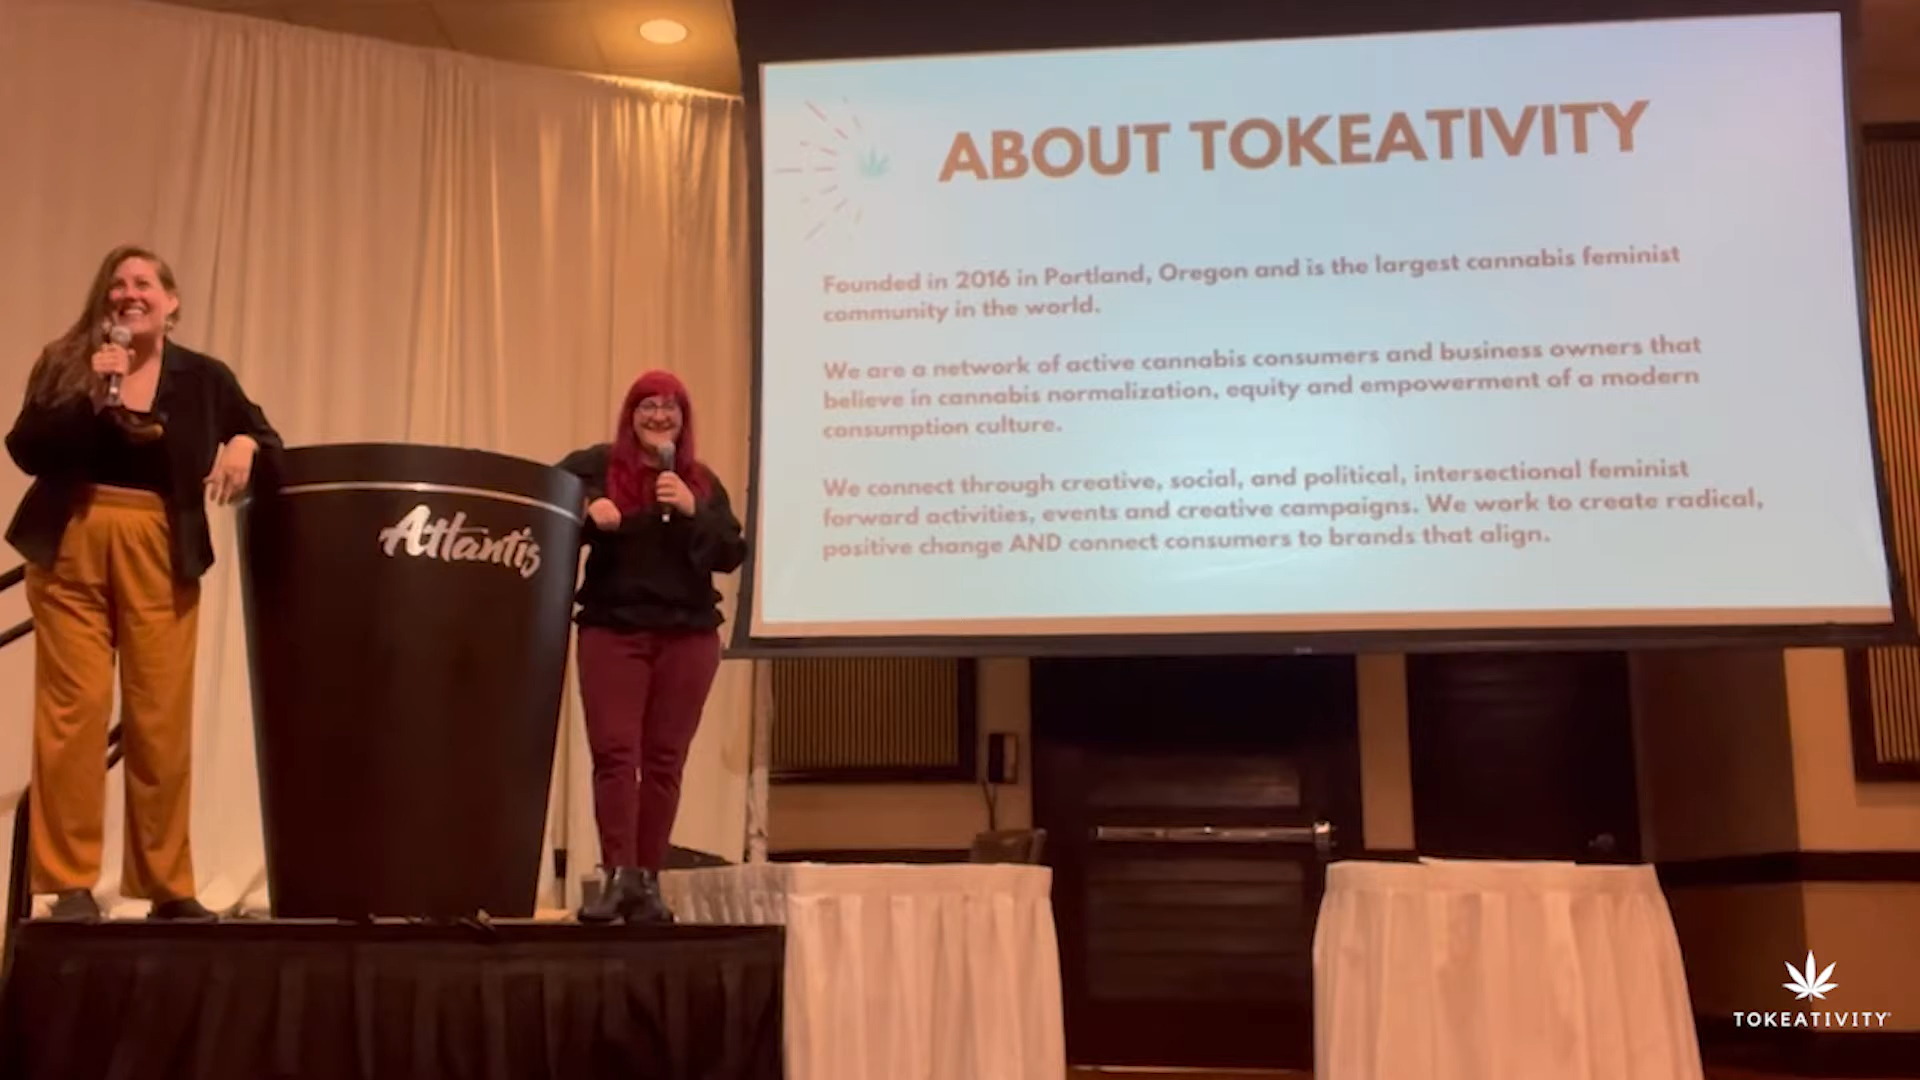 ABOUT TOKEATIVITY
Founded in 2016 in Portland, Oregon and is the largest cannabis feminist
community in the world.
We are a network of active cannabis consumers and business owners that
believe in cannabis normalization, equity and empowerment of a modern
consumption culture.
We connect through creative, social, and political, intersectional feminist
forward activities, events and creative campaigns. We work to create radical,
positive change AND connect consumers to brands that align.
Atlantis
TOKEATIVITY